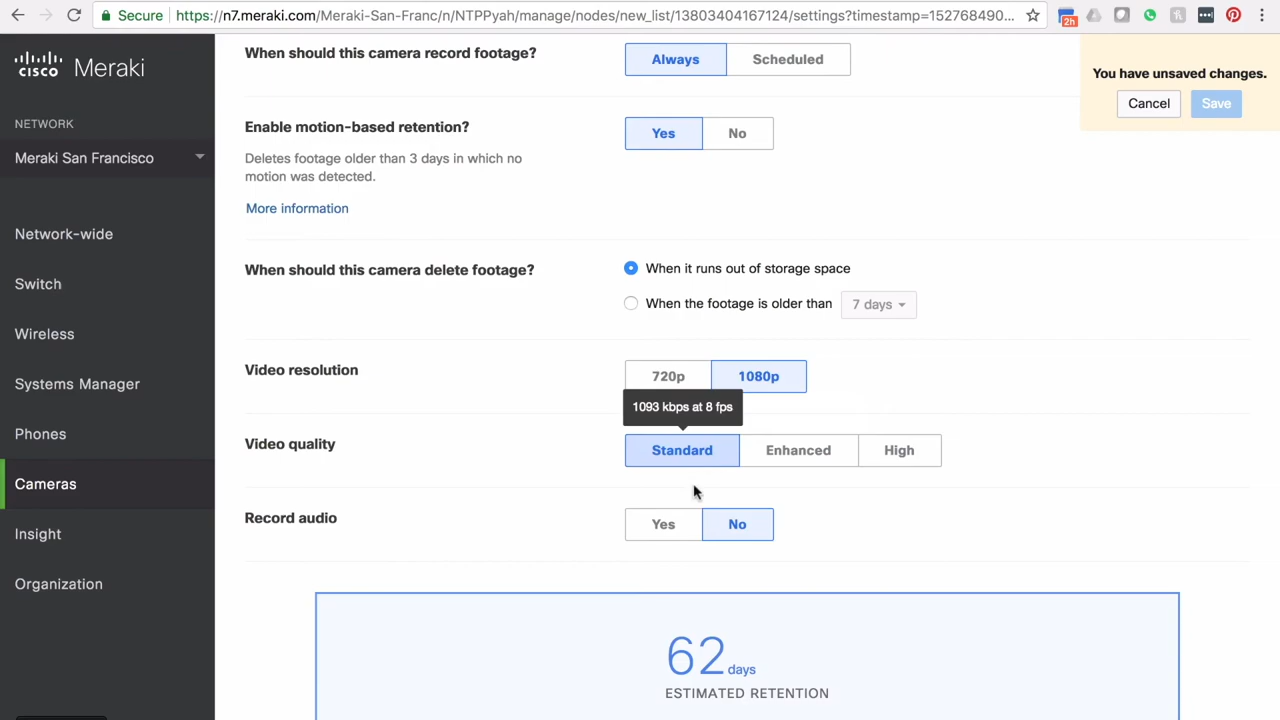 Secure
https://n7.meraki.com/Meraki-San-Franc/n/NTPPyah/manage/nodes/new_list/13803404167124/settings?timestamp=152768490...
2h
CISCO Meraki
NETWORK
Meraki San Francisco
Network-wide
Switch
Wireless
Systems Manager
Phones
Cameras
Insight
Organization
When should this camera record footage?
Always
Scheduled
You have unsaved changes.
Cancel
Save
Enable motion-based retention?
Yes
No
Deletes footage older than 3 days in which no
motion was detected.
More information
When should this camera delete footage?
When it runs out of storage space
When the footage is older than
7 days
Video resolution
720p
1080p
1093 kbps at 8 fps
Video quality
Standard
Enhanced
High
Record audio
Yes
No
62 days
ESTIMATED RETENTION